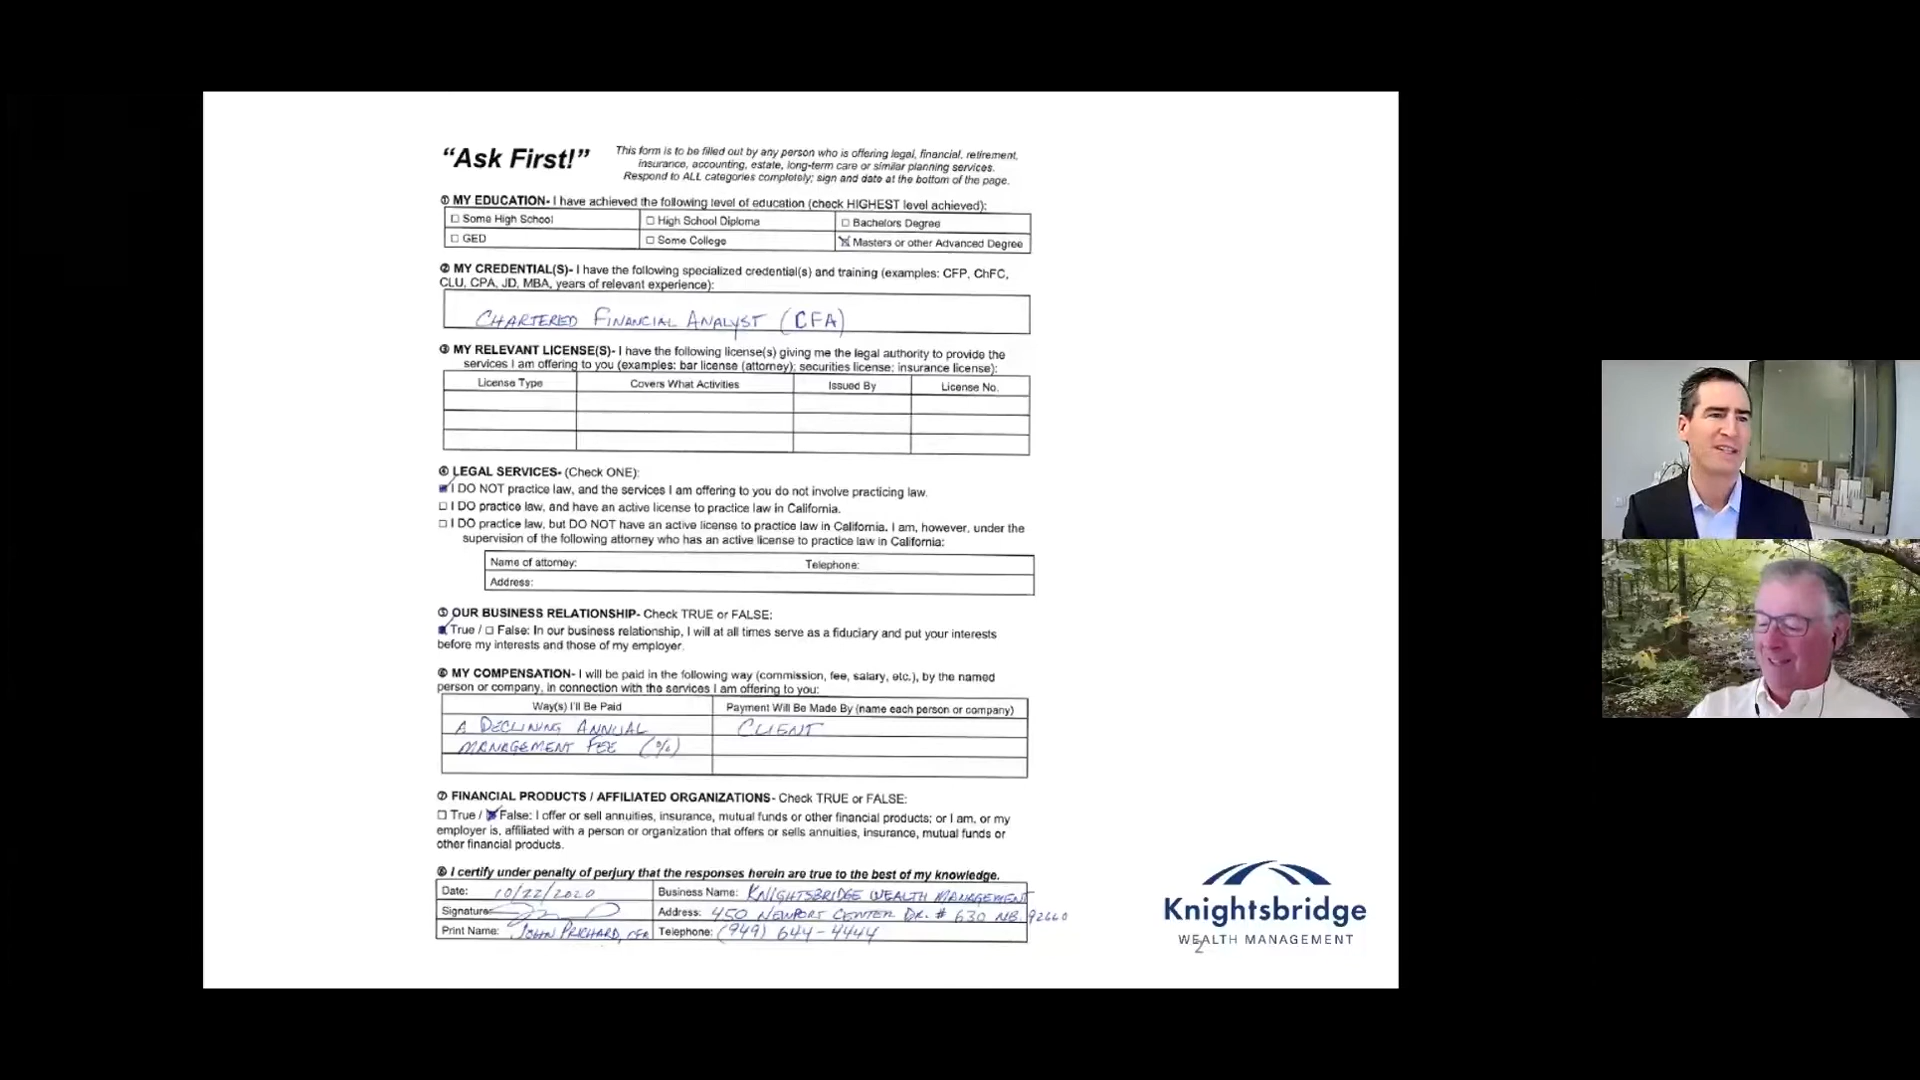 "Ask First!"
This form is to be filled out by any person who is offering legal, financial, retirement,
insurance, accounting, estate, long-term care or similar planning services.
Respond to ALL categories completely; sign and date at the bottom of the page.
① MY EDUCATION- I have achieved the following level of education (check HIGHEST level achieved):
☐ Some High School ☐ High School Diploma ☐ Bachelors Degree
☐ GED ☐ Some College ☒ Masters or other Advanced Degree
② MY CREDENTIAL(S)- I have the following specialized credential(s) and training (examples: CFP, ChFC,
CLU, CPA, JD, MBA, years of relevant experience):
CHARTERED FINANCIAL ANALYST (CFA)
③ MY RELEVANT LICENSE(S)- I have the following license(s) giving me the legal authority to provide the
services I am offering to you (examples: bar license (attorney); securities license; insurance license):
License Type Covers What Activities Issued By License No.
④ LEGAL SERVICES- (Check ONE):
☒ I DO NOT practice law, and the services I am offering to you do not involve practicing law.
☐ I DO practice law, and have an active license to practice law in California.
☐ I DO practice law, but DO NOT have an active license to practice law in California. I am, however, under the
supervision of the following attorney who has an active license to practice law in California:
Name of attorney: Telephone:
Address:
⑤ OUR BUSINESS RELATIONSHIP- Check TRUE or FALSE:
☒ True / ☐ False: In our business relationship, I will at all times serve as a fiduciary and put your interests
before my interests and those of my employer.
⑥ MY COMPENSATION- I will be paid in the following way (commission, fee, salary, etc.), by the named
person or company, in connection with the services I am offering to you:
Way(s) I'll Be Paid Payment Will Be Made By (name each person or company)
A DECLINING ANNUAL CLIENT
MANAGEMENT FEE (%)
⑦ FINANCIAL PRODUCTS / AFFILIATED ORGANIZATIONS- Check TRUE or FALSE:
☐ True / ☒ False: I offer or sell annuities, insurance, mutual funds or other financial products; or I am, or my
employer is, affiliated with a person or organization that offers or sells annuities, insurance, mutual funds or
other financial products.
⑧ I certify under penalty of perjury that the responses herein are true to the best of my knowledge.
Date: 10/22/2020 Business Name: KNIGHTSBRIDGE WEALTH MANAGEMENT
Signature: Address: 450 NEWPORT CENTER DR. # 630 NB 92660
Print Name: JOHN PRICHARD, CFA Telephone: (949) 644-4444
Knightsbridge
WEALTH MANAGEMENT
2